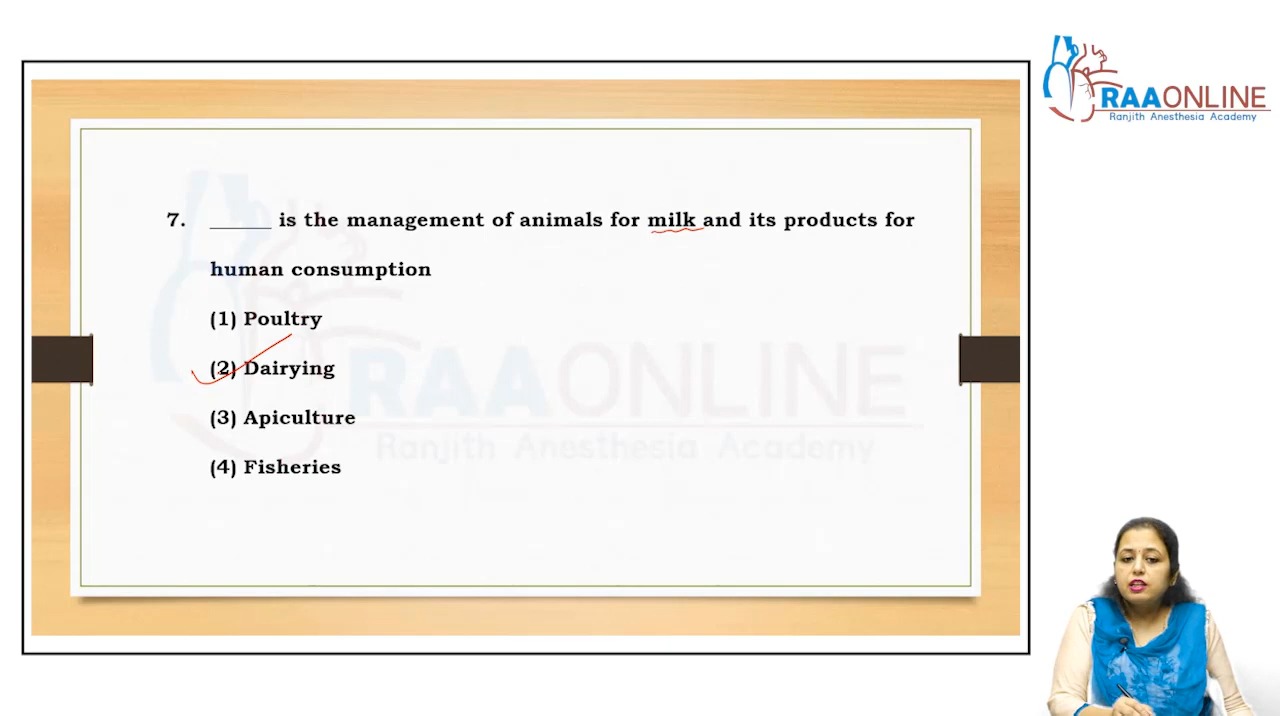 RAAONLINE
Ranjith Anesthesia Academy
7. ______ is the management of animals for milk and its products for
human consumption
(1) Poultry
(2) Dairying
(3) Apiculture
(4) Fisheries
RAAONLINE
Ranjith Anesthesia Academy